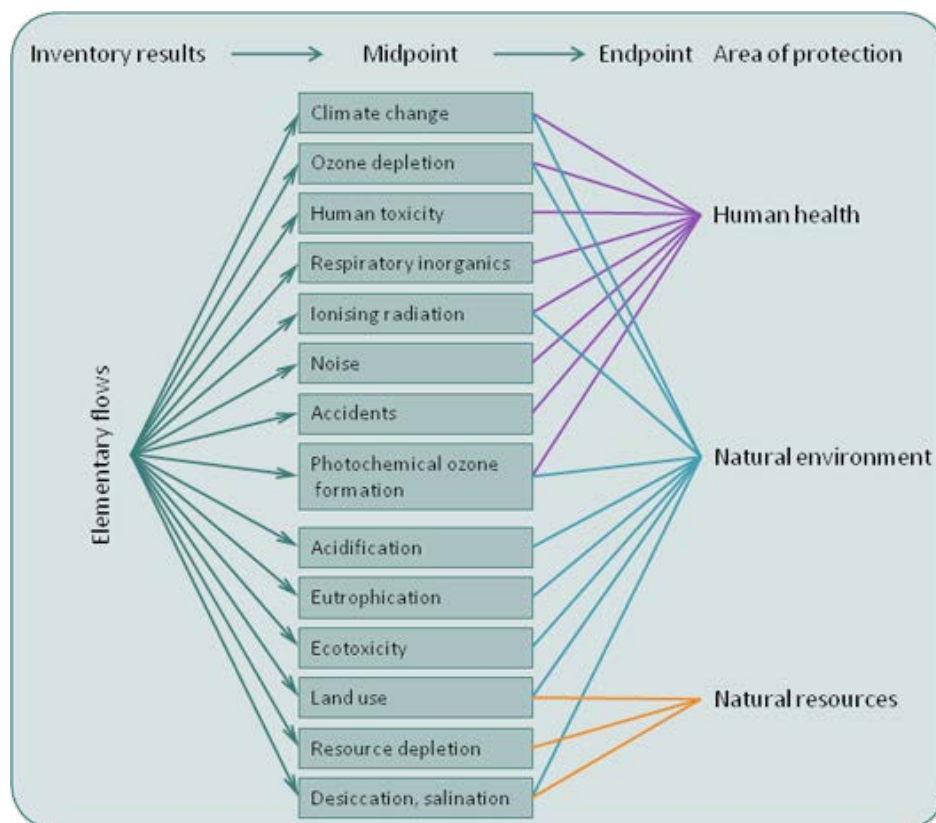 Inventory results Midpoint Endpoint Area of protection
Climate change
Ozone depletion
Human toxicity
Respiratory inorganics
Ionising radiation
Noise
Accidents
Photochemical ozone
formation
Acidification
Eutrophication
Ecotoxicity
Land use
Resource depletion
Desiccation, salination
Elementary flows
Human health
Natural environment
Natural resources